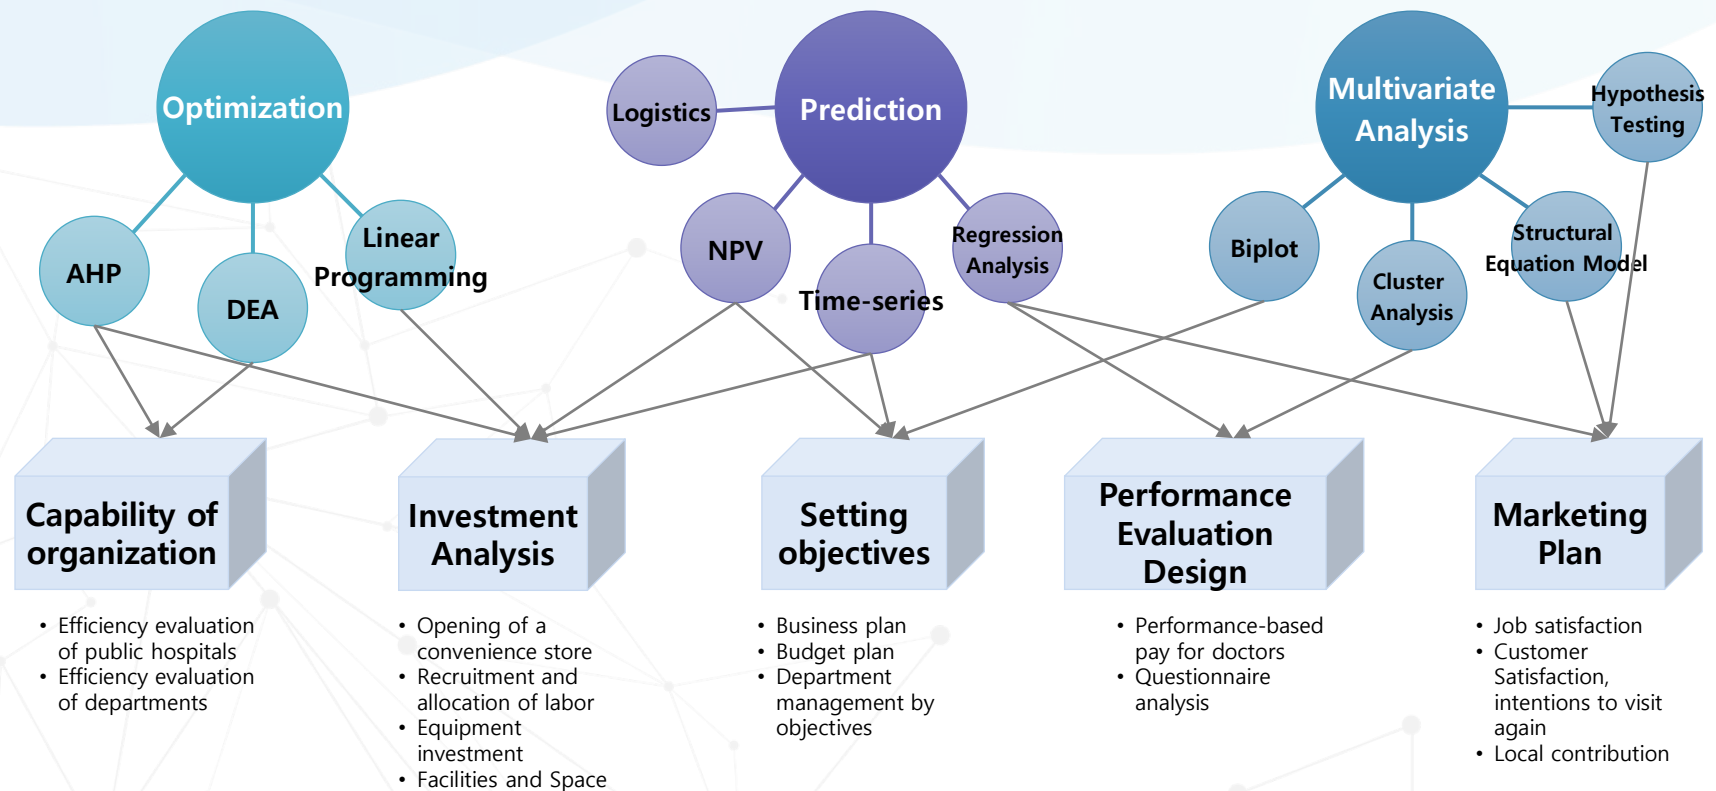 Optimization
Prediction
Multivariate
Analysis
Hypothesis
Testing
Logistics
AHP
DEA
Linear
Programming
NPV
Time-series
Regression
Analysis
Biplot
Cluster
Analysis
Structural
Equation Model
Capability of
organization
Investment
Analysis
Setting
objectives
Performance
Evaluation
Design
Marketing
Plan
• Efficiency evaluation
of public hospitals
• Efficiency evaluation
of departments
• Opening of a
convenience store
• Recruitment and
allocation of labor
• Equipment
investment
• Facilities and Space
• Business plan
• Budget plan
• Department
management by
objectives
• Performance-based
pay for doctors
• Questionnaire
analysis
• Job satisfaction
• Customer
Satisfaction,
intentions to visit
again
• Local contribution